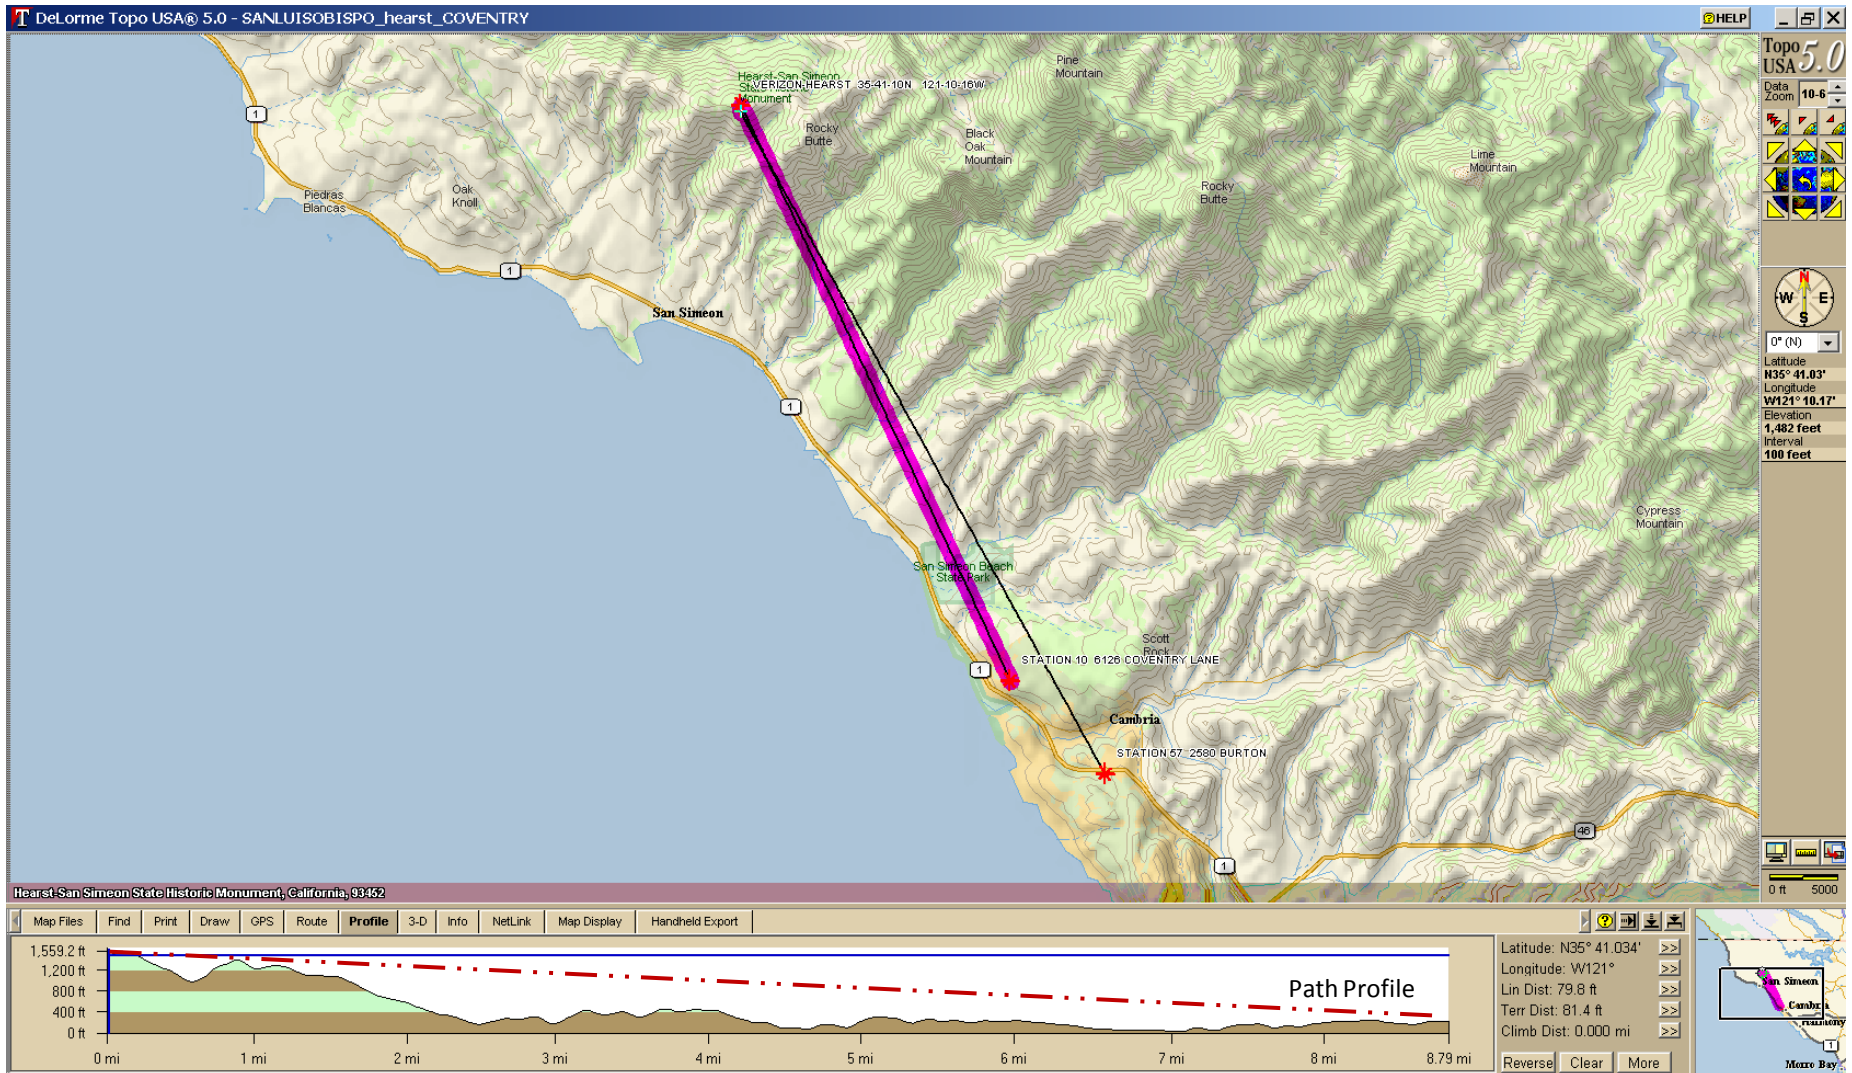 DeLorme Topo USA® 5.0 - SANLUISOBISPO_hearst_COVENTRY
HELP
Topo USA 5.0
Data Zoom 10-6
Hearst-San Simeon
State Historic
Monument
VERIZON-HEARST 35-41-10N 121-10-16W
Pine
Mountain
1
Rocky
Butte
Black
Oak
Mountain
Lime
Mountain
Rocky
Butte
Oak
Knoll
Piedras
Blancas
1
San Simeon
1
N
W
E
S
0° (N)
Latitude
N35° 41.03'
Longitude
W121° 10.17'
Elevation
1,482 feet
Interval
100 feet
Cypress
Mountain
San Simeon Beach
State Park
Scott
Rock
STATION 10 6126 COVENTRY LANE
1
Cambria
STATION 57 2580 BURTON
46
1
0 ft 5000
Hearst-San Simeon State Historic Monument, California, 93452
Map Files
Find
Print
Draw
GPS
Route
Profile
3-D
Info
NetLink
Map Display
Handheld Export
1,559.2 ft
1,200 ft
800 ft
400 ft
0 ft
Path Profile
0 mi
1 mi
2 mi
3 mi
4 mi
5 mi
6 mi
7 mi
8 mi
8.79 mi
Latitude: N35° 41.034' >>
Longitude: W121° >>
Lin Dist: 79.8 ft >>
Terr Dist: 81.4 ft >>
Climb Dist: 0.000 mi >>
Reverse
Clear
More
San Simeon
Cambria
Harmony
1
Morro Bay